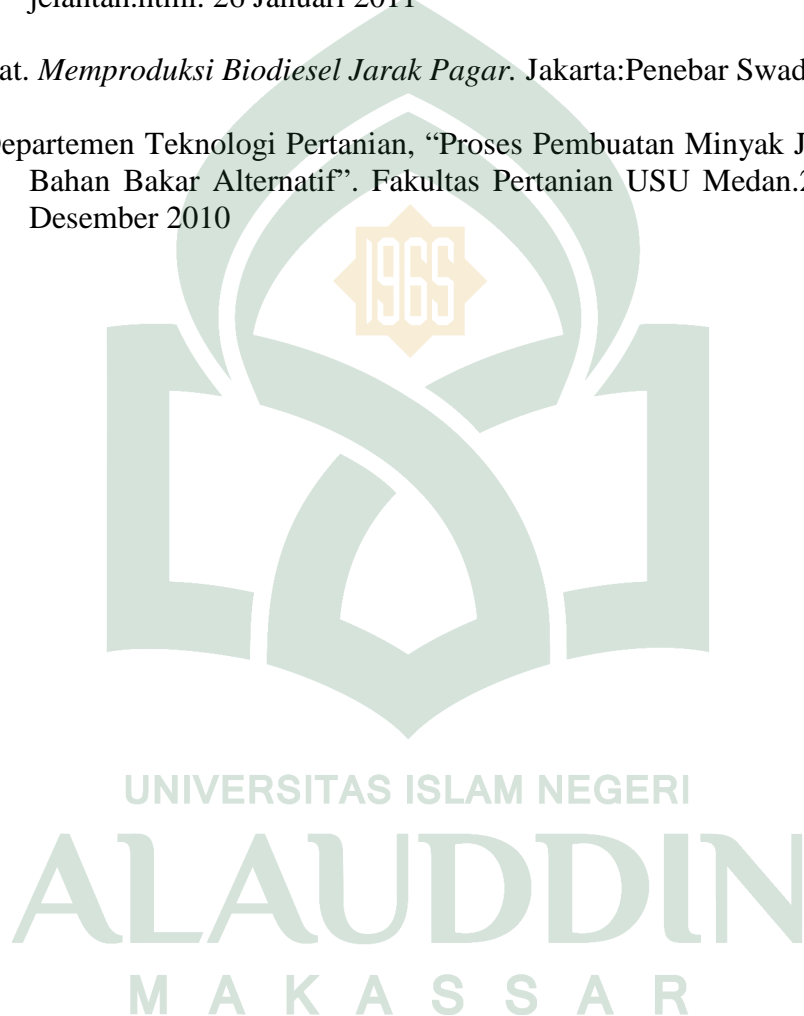 jelantah.html. 26 Januari 2011
at. Memproduksi Biodiesel Jarak Pagar. Jakarta:Penebar Swad
epartemen Teknologi Pertanian, “Proses Pembuatan Minyak J
Bahan Bakar Alternatif”. Fakultas Pertanian USU Medan.2
Desember 2010
1965
UNIVERSITAS ISLAM NEGERI
ALAUDDIN
MAKASSAR